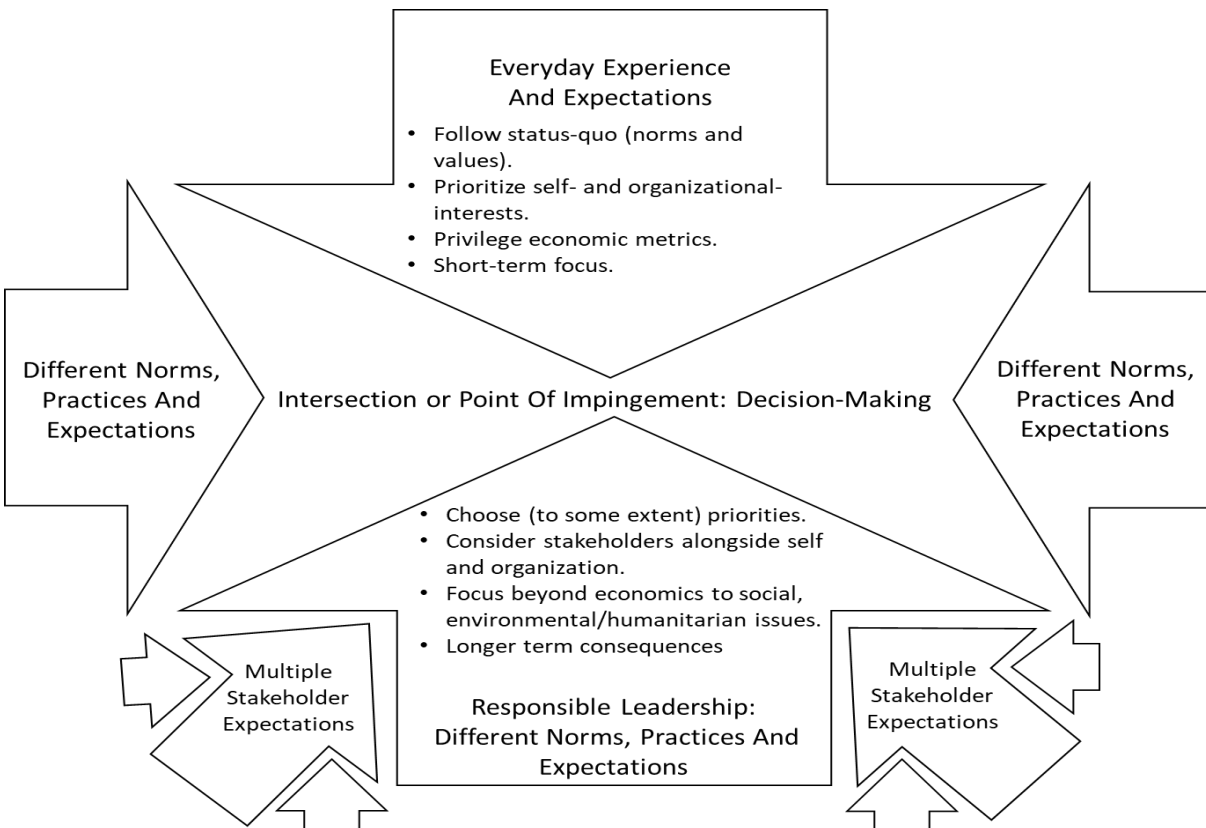 Everyday Experience
And Expectations
• Follow status-quo (norms and
values).
• Prioritize self- and organizational-
interests.
• Privilege economic metrics.
• Short-term focus.
Different Norms,
Practices And
Expectations
Intersection or Point Of Impingement: Decision-Making
Different Norms,
Practices And
Expectations
• Choose (to some extent) priorities.
• Consider stakeholders alongside self
and organization.
• Focus beyond economics to social,
environmental/humanitarian issues.
• Longer term consequences
Multiple
Stakeholder
Expectations
Responsible Leadership:
Different Norms, Practices And
Expectations
Multiple
Stakeholder
Expectations